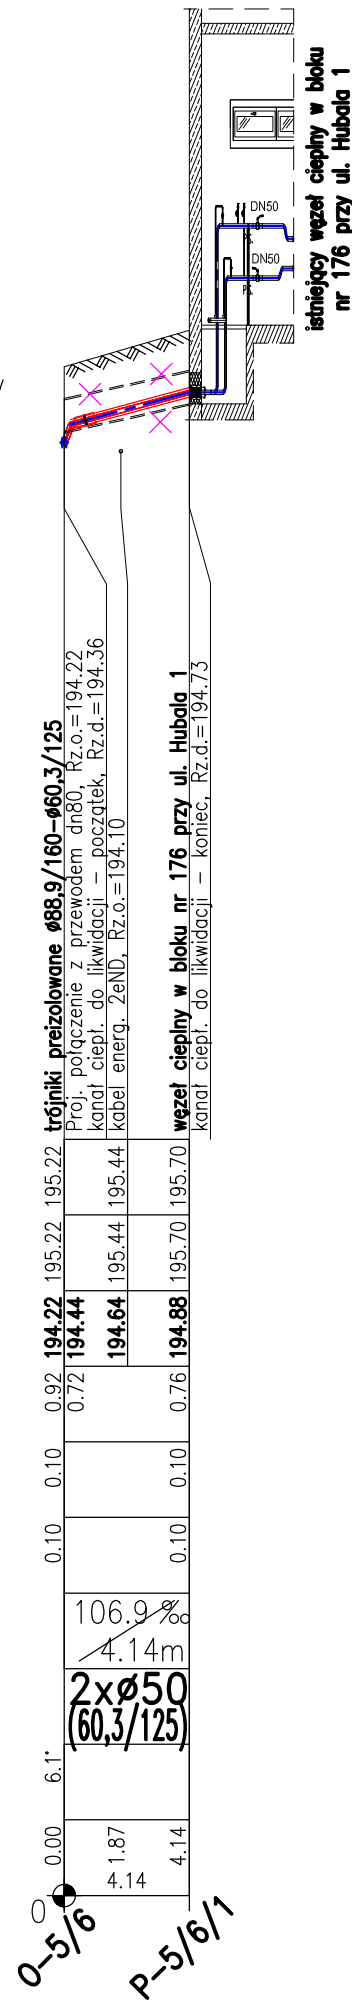 istniejący węzeł cieplny w bloku
nr 176 przy ul. Hubala 1
DN50
DN50
trójniki preizolowane ø88,9/160-ø60,3/125
Proj. połączenie z przewodem dn80, Rz.o.=194.22
kanał ciepł. do likwidacji - początek, Rz.d.=194.36
kabel energ. 2eND, Rz.o.=194.10
węzeł cieplny w bloku nr 176 przy ul. Hubala 1
kanał ciepł. do likwidacji - koniec, Rz.d.=194.73
195.22 195.44 195.70
195.22 195.44 195.70
194.22 194.44 194.64 194.88
0.92 0.72 0.76
0.10 0.10
0.10 0.10
106.9 ‰
4.14m
2xø50
(60,3/125)
6.1°
0.00 1.87 4.14
4.14
O
O-5/6
P-5/6/1